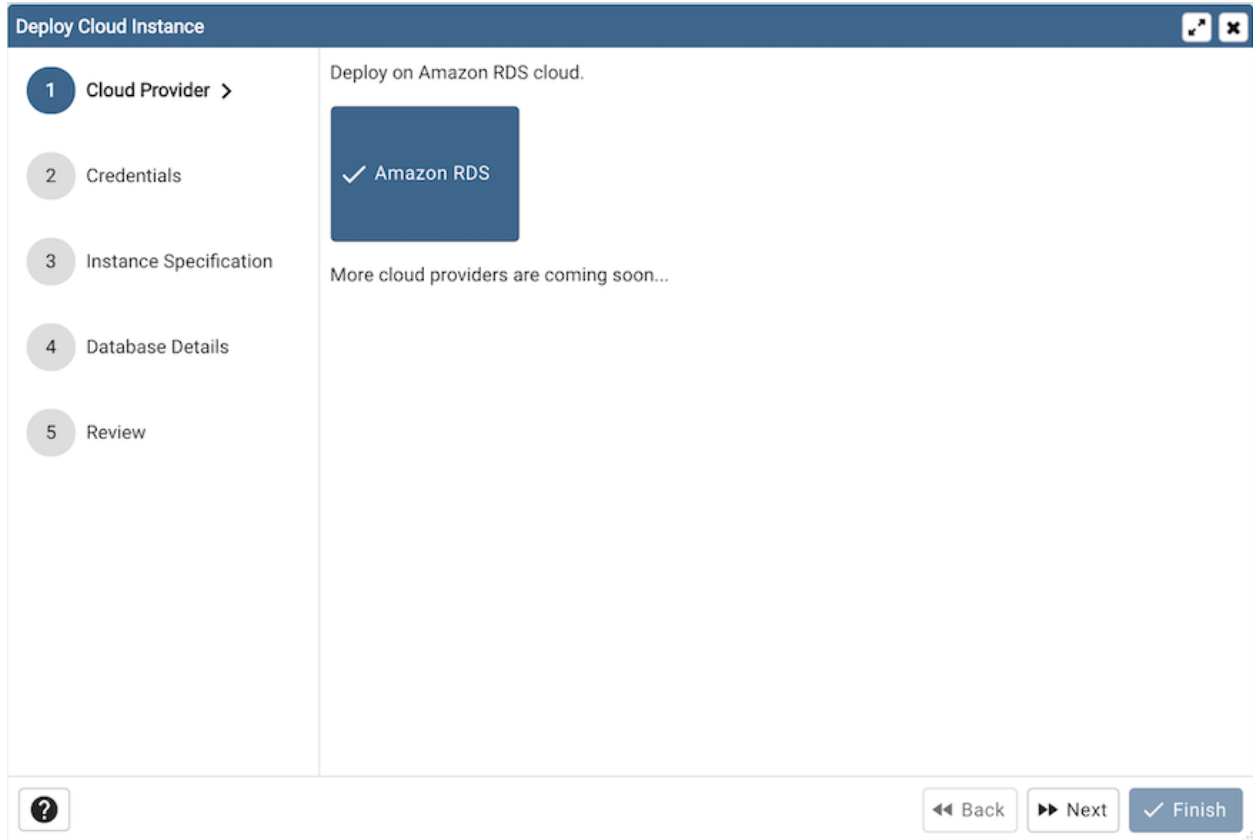 Deploy Cloud Instance
1 Cloud Provider
2 Credentials
3 Instance Specification
4 Database Details
5 Review
Deploy on Amazon RDS cloud.
Amazon RDS
More cloud providers are coming soon...
?
Back Next Finish